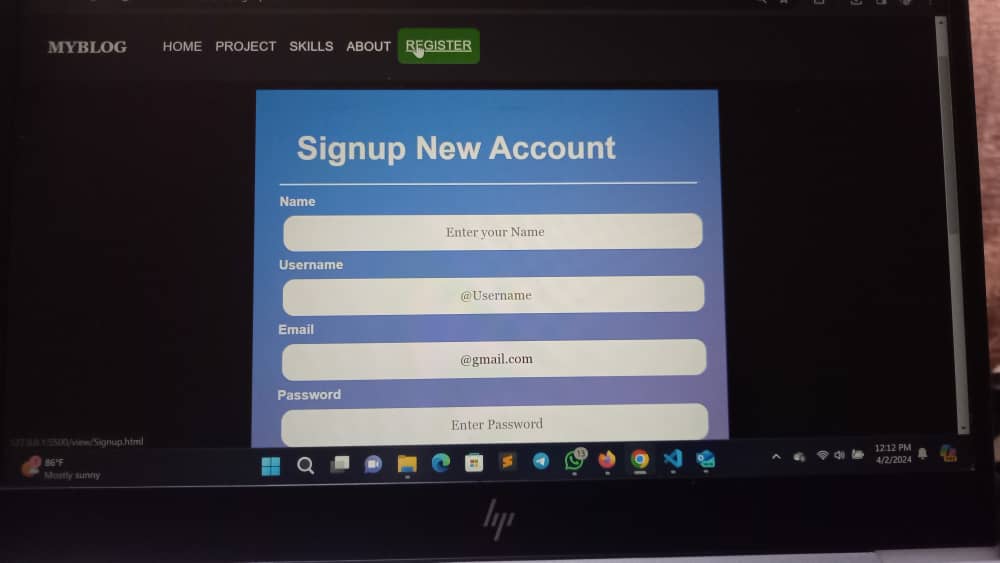 MYBLOG HOME PROJECT SKILLS ABOUT REGISTER
Signup New Account
Name
Enter your Name
Username
@Username
Email
@gmail.com
Password
Enter Password
127.0.0.1:5500/view/Signup.html
86°F
Mostly sunny
13
12:12 PM
4/2/2024
hp